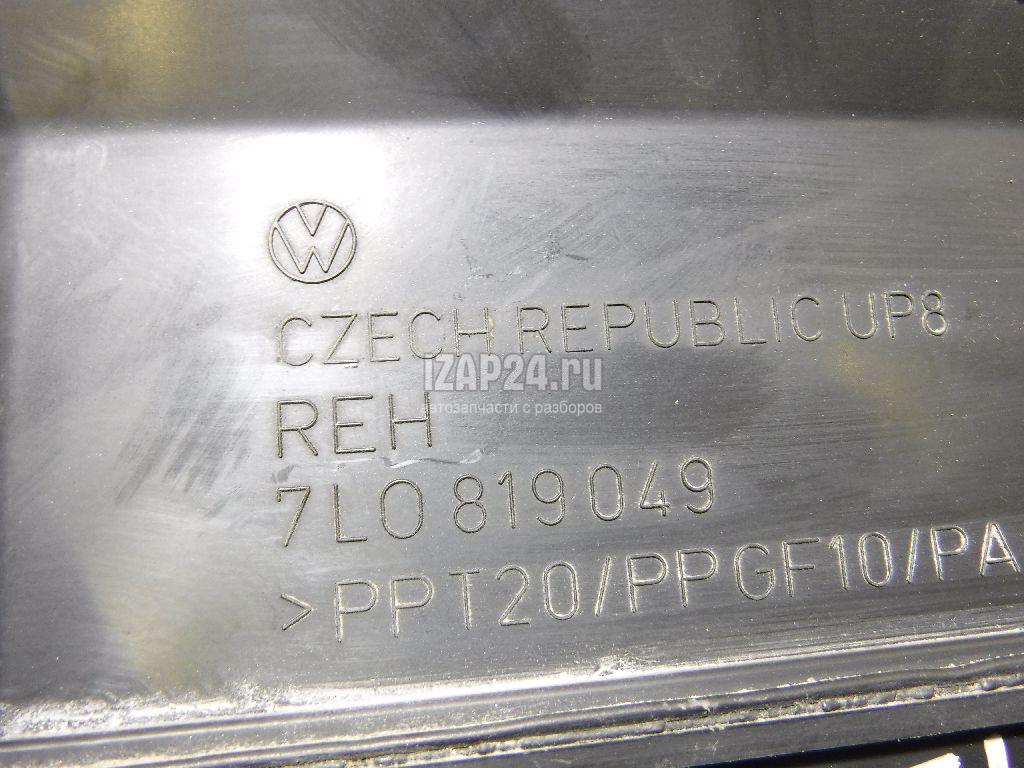 CZECH REPUBLIC UP8
IZAP24.ru
автозапчасти с разборов
REH
7L0 819 049
>PPT20/PPGF10/PA